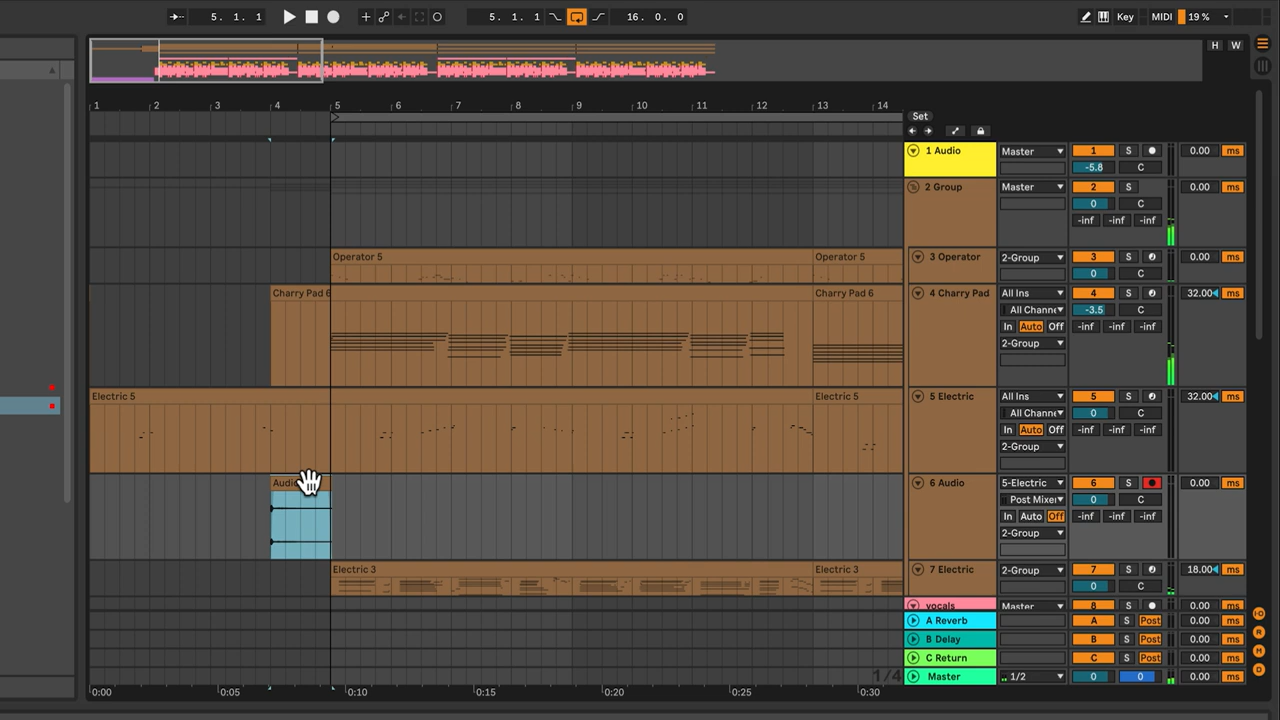 5. 1. 1 5. 1. 1 16. 0. 0 Key MIDI 19 %
H W
1 2 3 4 5 6 7 8 9 10 11 12 13 14
Set
1 Audio Master 1 S 0.00 ms
-5.8 C
2 Group Master 2 S 0.00 ms
0 C
-inf -inf -inf
Operator 5 Operator 5 3 Operator 2-Group 3 S 0.00 ms
0 C
Charry Pad 6 Charry Pad 6 4 Charry Pad All Ins 4 S 32.00 ms
All Channe -3.5 C
In Auto Off -inf -inf -inf
2-Group
Electric 5 Electric 5 5 Electric All Ins 5 S 32.00 ms
All Channe 0 C
In Auto Off -inf -inf -inf
2-Group
Audio 6 Audio 5-Electric 6 S 0.00 ms
Post Mixer 0 C
In Auto Off -inf -inf -inf
2-Group
Electric 3 Electric 3 7 Electric 2-Group 7 S 18.00 ms
0 C
vocals Master 8 S 0.00 ms
A Reverb A S Post 0.00 ms
B Delay B S Post 0.00 ms
C Return C S Post 0.00 ms
1/4 Master 1/2 0 0 0.00 ms
0:00 0:05 0:10 0:15 0:20 0:25 0:30